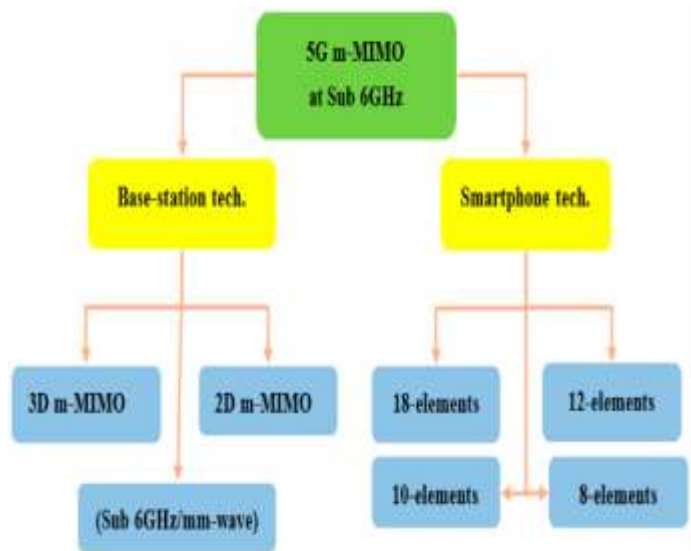 5G m-MIMO
at Sub 6GHz
Base-station tech.
Smartphone tech.
3D m-MIMO
2D m-MIMO
18-elements
12-elements
(Sub 6GHz/mm-wave)
10-elements
8-elements